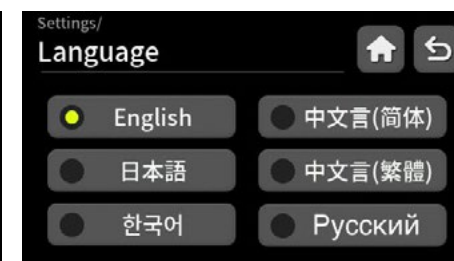 Settings/
Language
English
中文言(简体)
日本語
中文言(繁體)
한국어
Русский